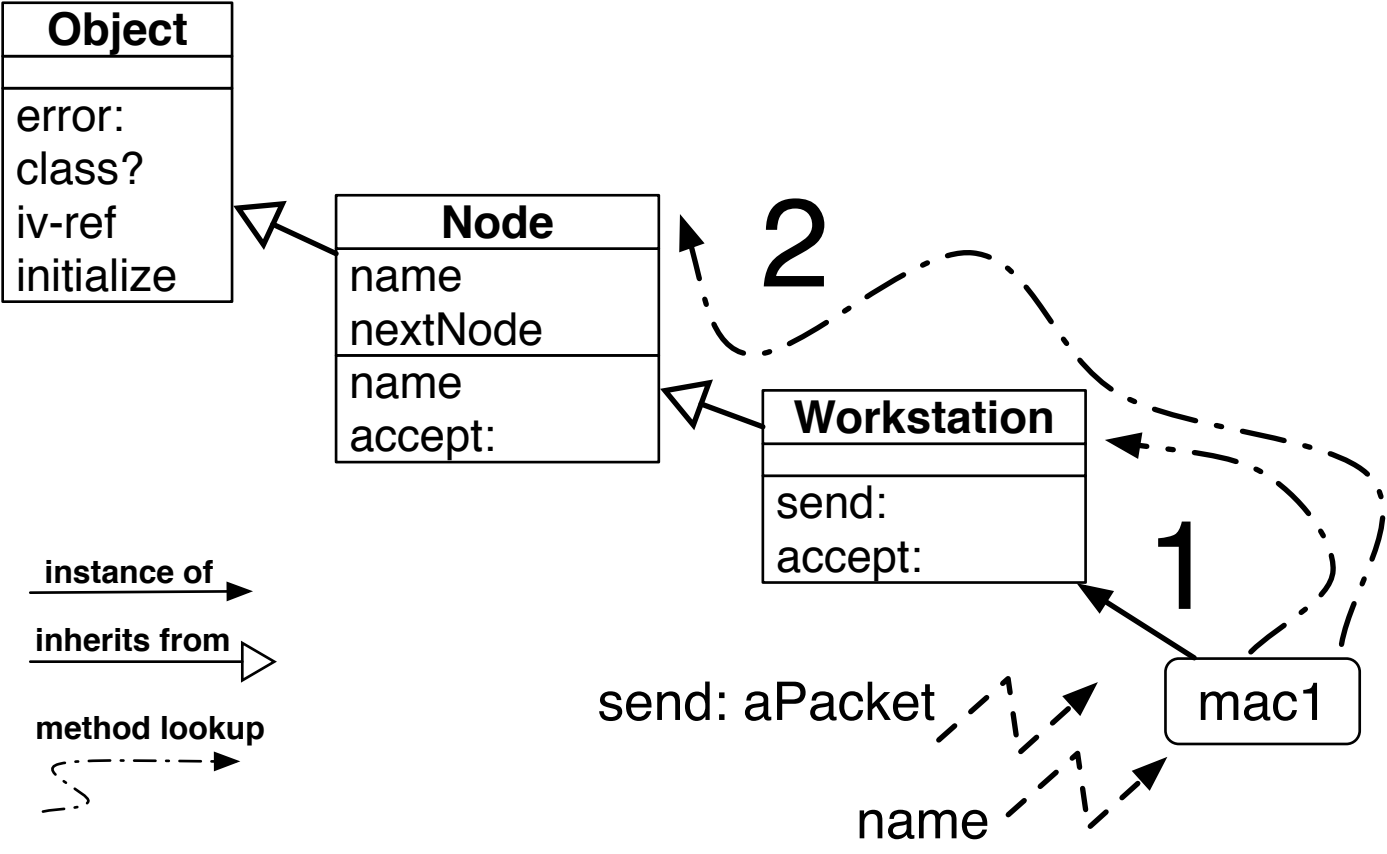 Object
error:
class?
iv-ref
initialize
Node
name
nextNode
name
accept:
2
Workstation
send:
accept:
1
instance of
inherits from
method lookup
send: aPacket
mac1
name